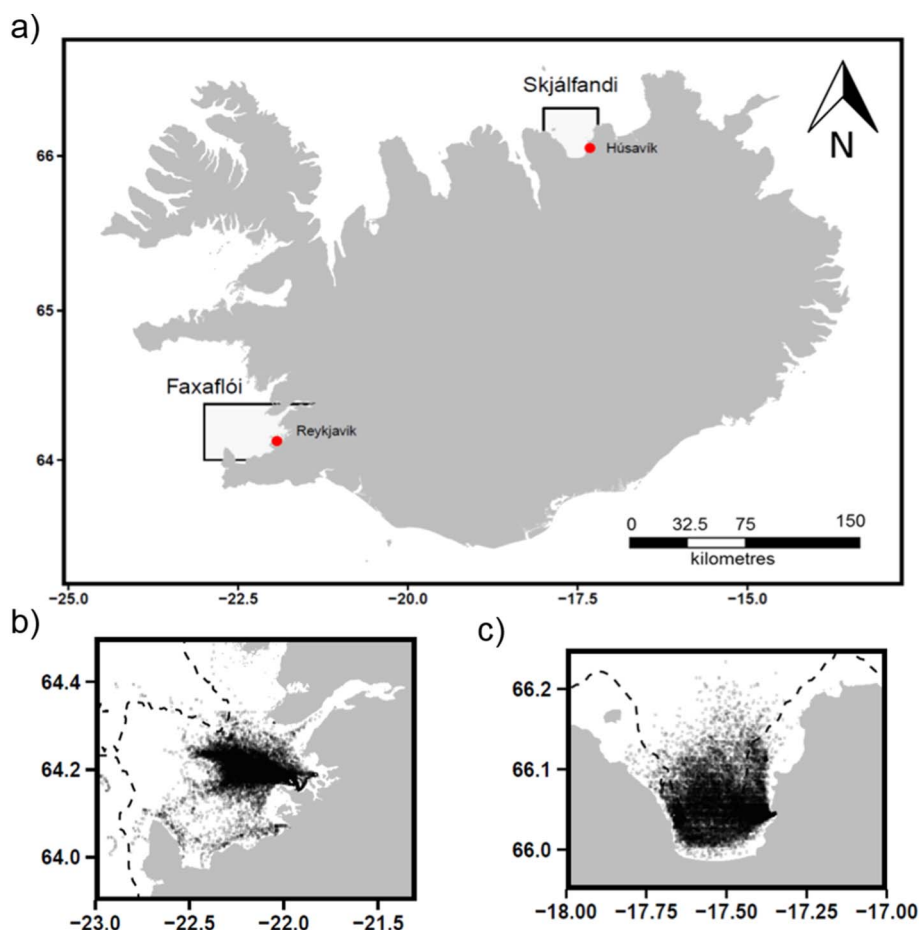 a)
Skjálfandi
Húsavík
N
66
65
Faxaflói
Reykjavik
64
0 32.5 75 150
kilometres
−25.0 −22.5 −20.0 −17.5 −15.0
b)
64.4
64.2
64.0
−23.0 −22.5 −22.0 −21.5
c)
66.2
66.1
66.0
−18.00 −17.75 −17.50 −17.25 −17.00